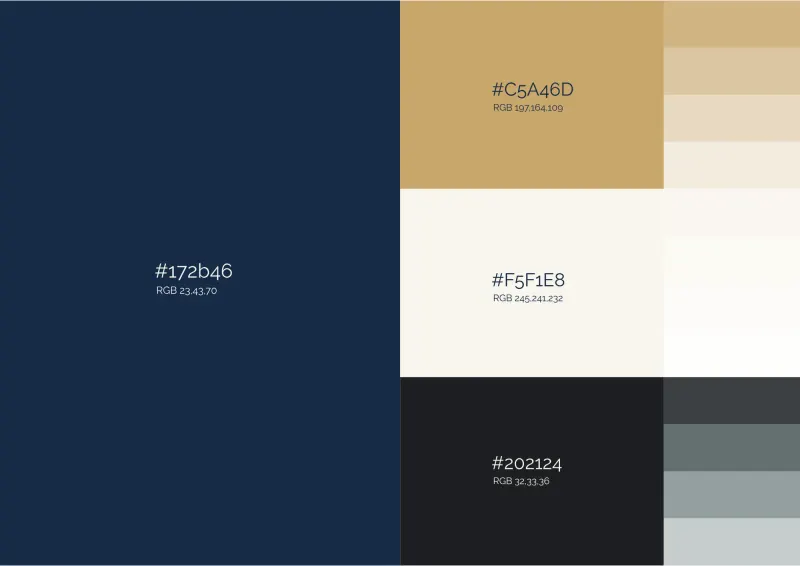 #172b46
RGB 23,43,70
#C5A46D
RGB 197,164,109
#F5F1E8
RGB 245,241,232
#202124
RGB 32,33,36